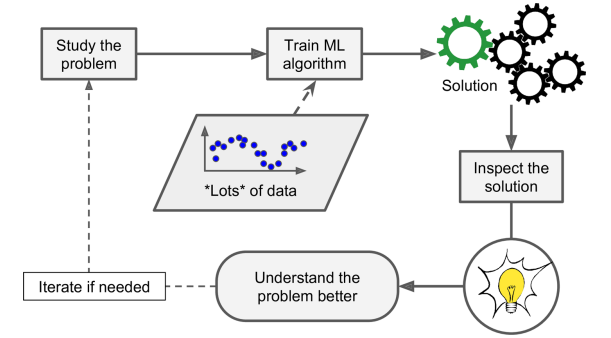 Study the
problem
Train ML
algorithm
Solution
*Lots* of data
Inspect the
solution
Understand the
problem better
Iterate if needed